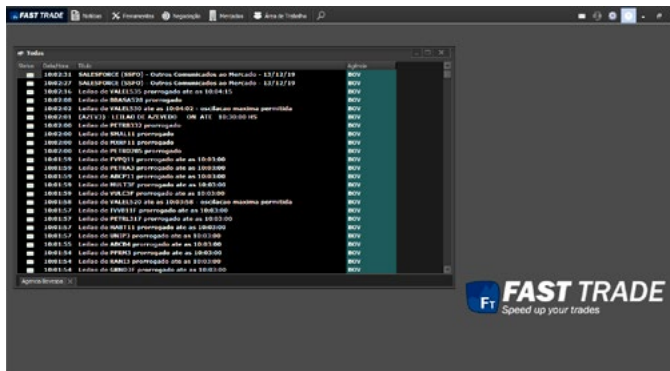 FAST TRADE Notícias Ferramentas Negociação Mercados Área de Trabalho
Todas
Data/Hora Título Agência
10:02:31 SALESFORCE (SSFO) - Outros Comunicados ao Mercado - 13/12/19 BOV
10:02:27 SALESFORCE (SSFO) - Outros Comunicados ao Mercado - 13/12/19 BOV
10:02:16 Leilao de VALEL535 prorrogado ate as 10:04:15 BOV
10:02:08 Leilao de BBASA528 prorrogado BOV
10:02:02 Leilao de VALEL530 ate as 10:04:02 - oscilacao maxima permitida BOV
10:02:01 (AZEV3) - LEILAO DE AZEVEDO ON ATE 10:30:00 HS BOV
10:02:00 Leilao de PETRB332 prorrogado BOV
10:02:00 Leilao de SMAL11 prorrogado BOV
10:02:00 Leilao de MXRF11 prorrogado BOV
10:02:00 Leilao de prorrogado BOV
10:01:59 Leilao de FVPQ11 prorrogado ate as 10:03:00 BOV
10:01:59 Leilao de PETRA3 prorrogado ate as 10:03:00 BOV
10:01:59 Leilao de ABCP11 prorrogado ate as 10:03:00 BOV
10:01:59 Leilao de MULT3F prorrogado ate as 10:03:00 BOV
10:01:59 Leilao de VULC3F prorrogado ate as 10:03:00 BOV
10:01:58 Leilao de VALEL520 ate as 10:03:58 - oscilacao maxima permitida BOV
10:01:57 Leilao de prorrogado ate as 10:03:00 BOV
10:01:57 Leilao de PETRL317 prorrogado ate as 10:03:00 BOV
10:01:57 Leilao de prorrogado ate as 10:03:00 BOV
10:01:57 Leilao de UNIP3 prorrogado ate as 10:03:00 BOV
10:01:55 Leilao de ABCB4 prorrogado ate as 10:03:00 BOV
10:01:54 Leilao de PFRM3 prorrogado ate as 10:03:00 BOV
10:01:54 Leilao de RANI3 prorrogado ate as 10:03:00 BOV
10:01:54 Leilao de GRND3F prorrogado ate as 10:03:00 BOV
Agência Bovespa
FT FAST TRADE
Speed up your trades